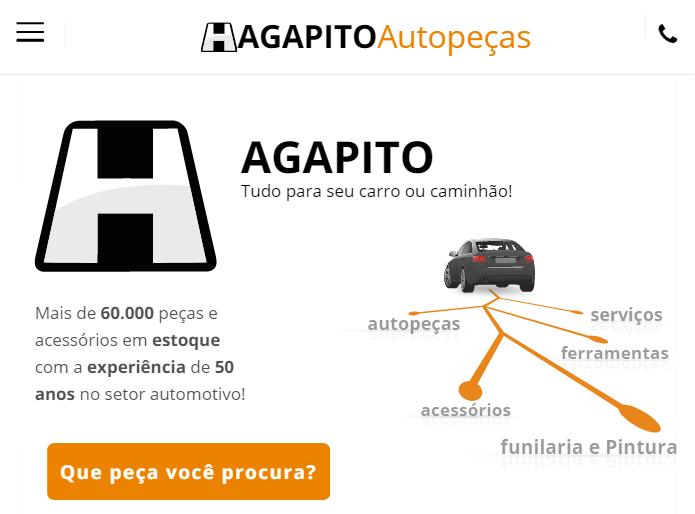 AGAPITOAutopeças
AGAPITO
Tudo para seu carro ou caminhão!
Mais de 60.000 peças e
acessórios em estoque
com a experiência de 50
anos no setor automotivo!
autopeças
serviços
ferramentas
acessórios
funilaria e Pintura
Que peça você procura?